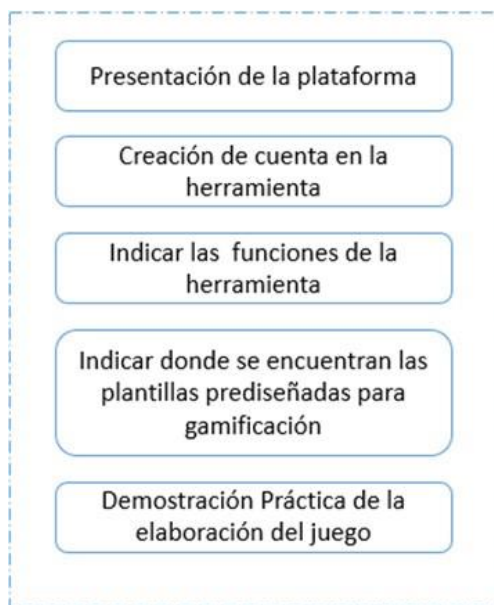 Presentación de la plataforma
Creación de cuenta en la
herramienta
Indicar las funciones de la
herramienta
Indicar donde se encuentran las
plantillas prediseñadas para
gamificación
Demostración Práctica de la
elaboración del juego